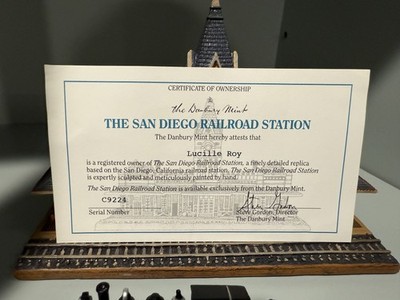 CERTIFICATE OF OWNERSHIP
the Danbury Mint
THE SAN DIEGO RAILROAD STATION
The Danbury Mint hereby attests that
Lucille Roy
is a registered owner of The San Diego Railroad Station, a finely detailed replica
based on the San Diego, California railroad station. The San Diego Railroad Station
is expertly sculpted and meticulously painted by hand.
The San Diego Railroad Station is available exclusively from the Danbury Mint.
C9224
Steve Gordon
Serial Number
Steve Gordon, Director
The Danbury Mint